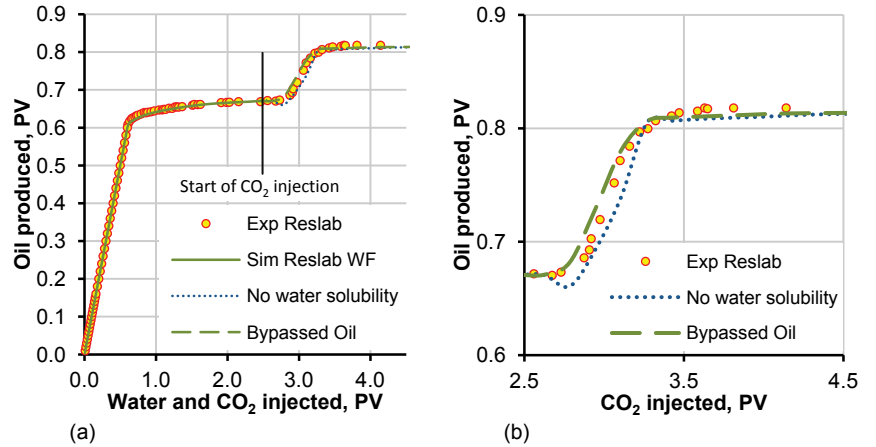 0.9
0.8
0.7
0.6
0.5
0.4
0.3
0.2
0.1
0.0
Oil produced, PV
Start of CO2 injection
Exp Reslab
Sim Reslab WF
No water solubility
Bypassed Oil
0.0 1.0 2.0 3.0 4.0
Water and CO2 injected, PV
(a)
0.9
0.8
0.7
0.6
Oil produced, PV
Exp Reslab
No water solubility
Bypassed Oil
2.5 3.5 4.5
CO2 injected, PV
(b)